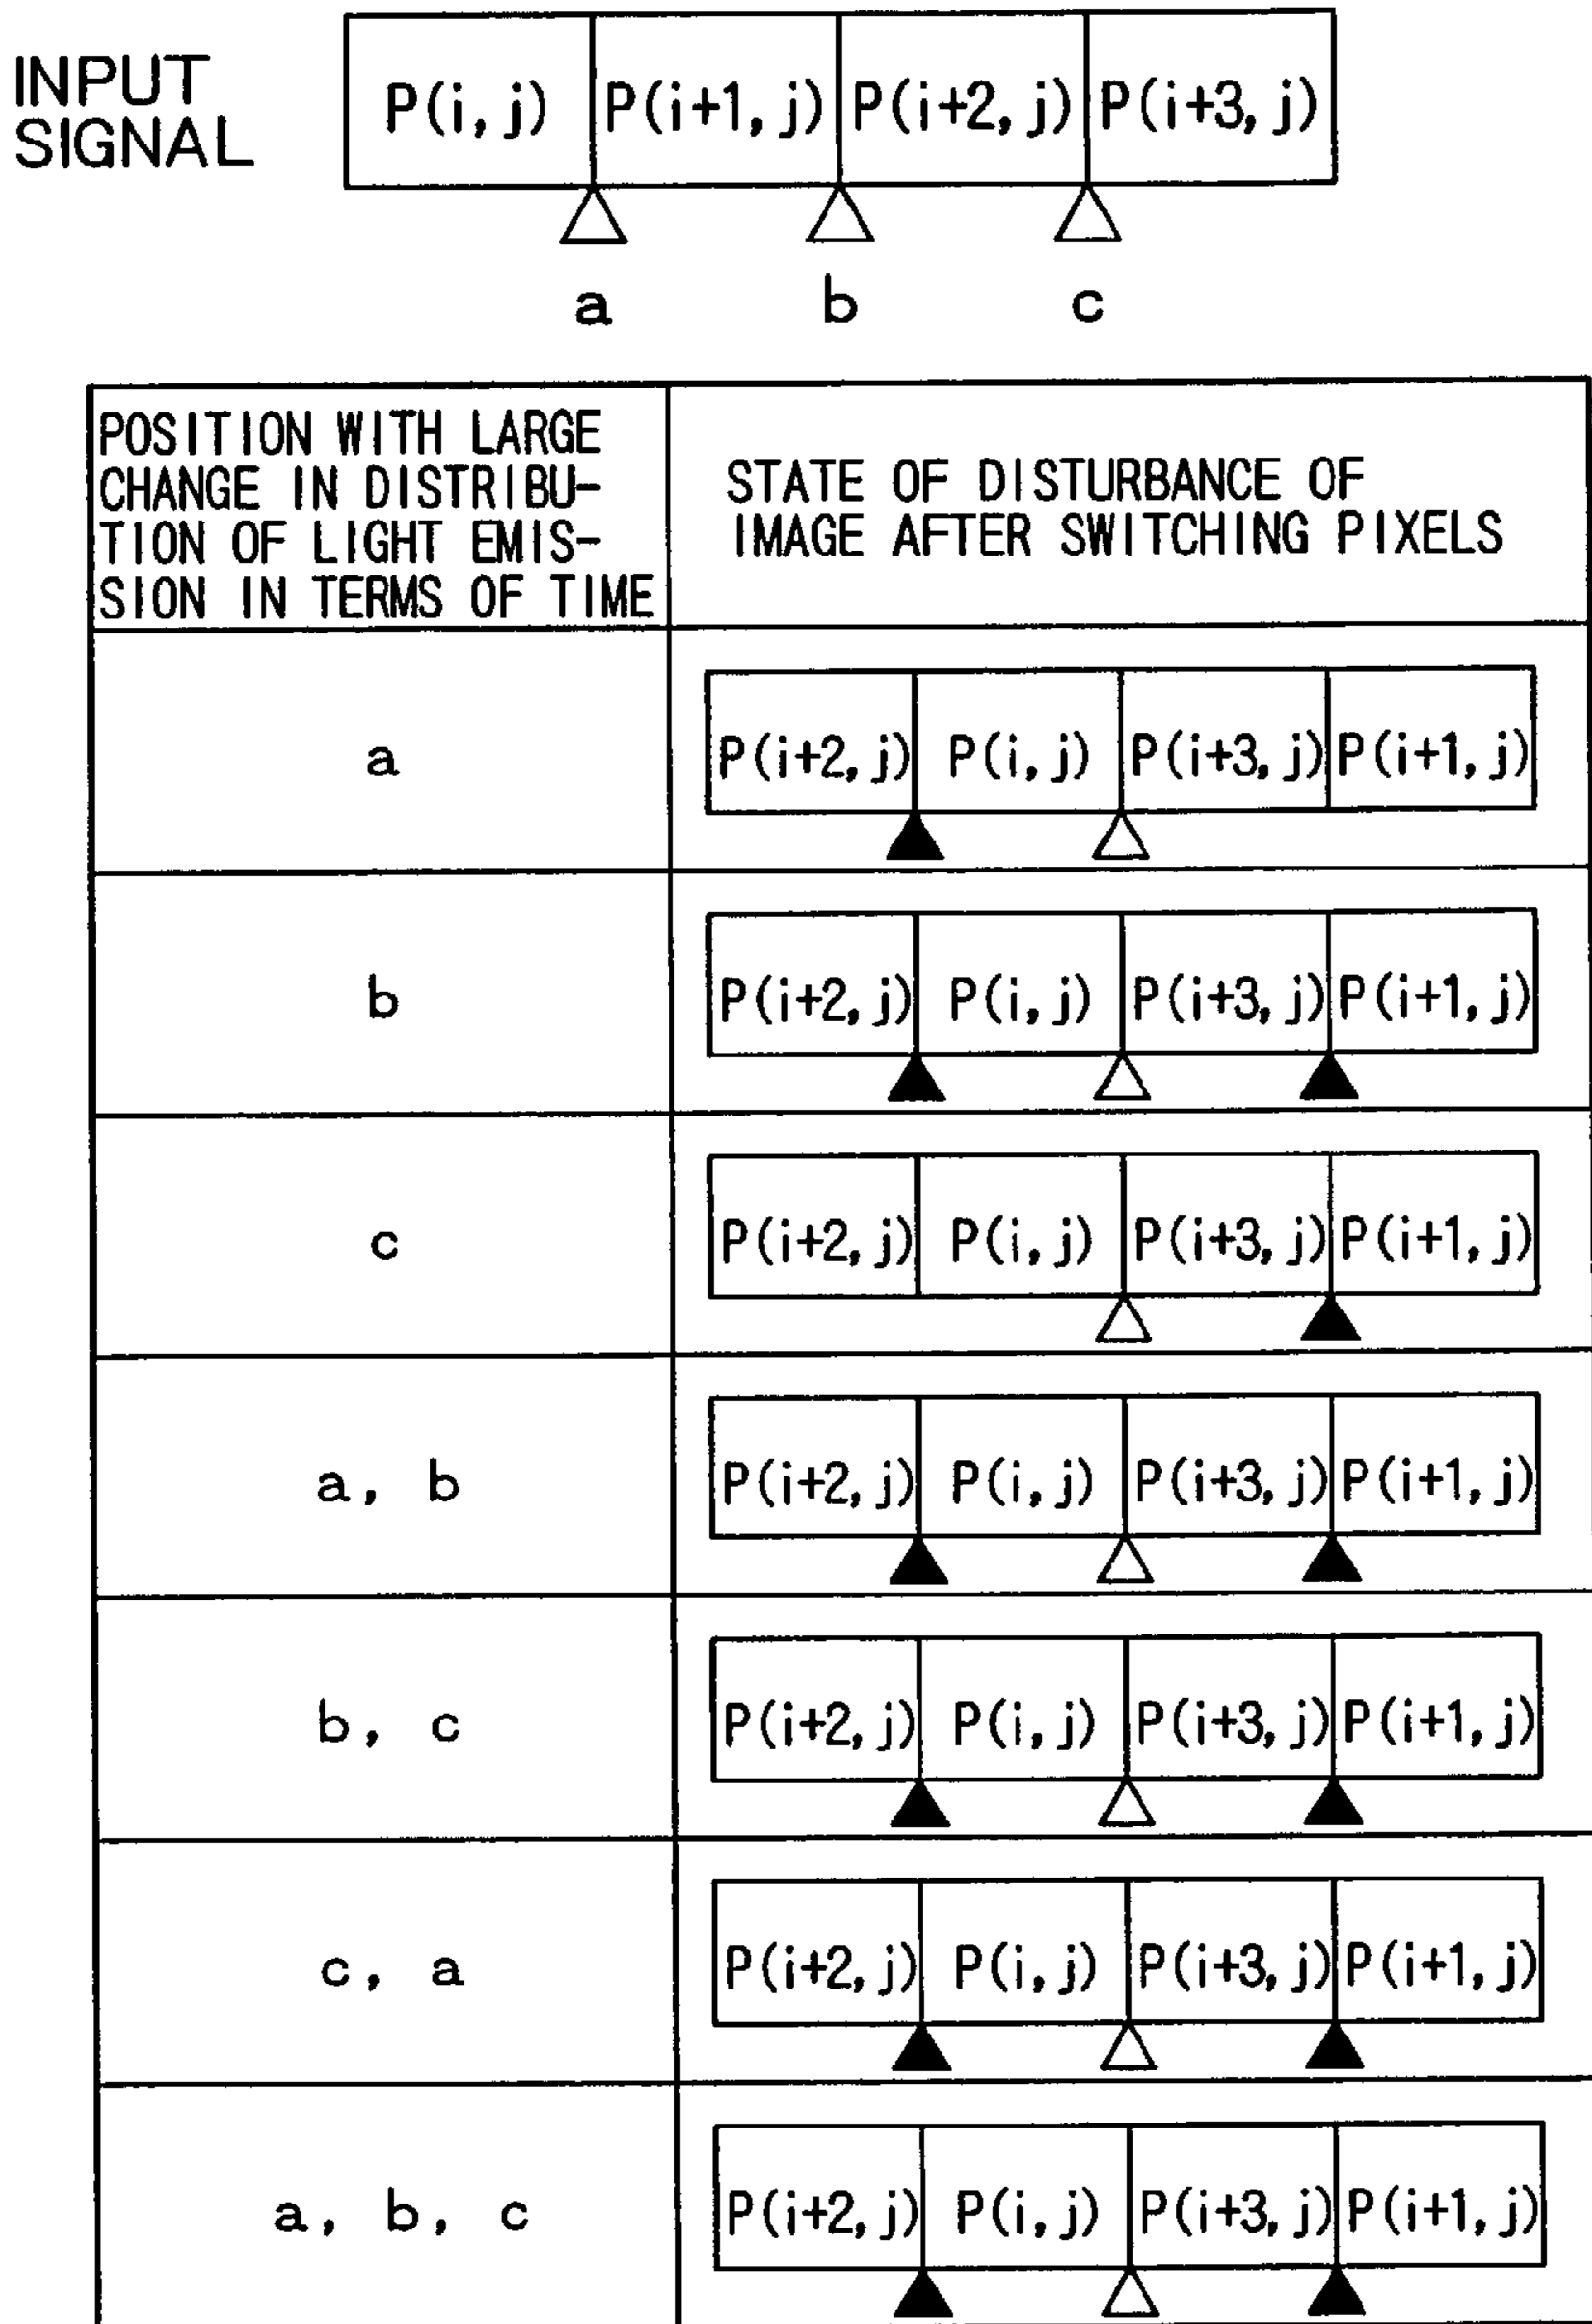 INPUT
SIGNAL
P(i, j) P(i+1, j) P(i+2, j) P(i+3, j)
a b c
POSITION WITH LARGE
CHANGE IN DISTRIBU-
TION OF LIGHT EMIS-
SION IN TERMS OF TIME
STATE OF DISTURBANCE OF
IMAGE AFTER SWITCHING PIXELS
a
P(i+2, j) P(i, j) P(i+3, j) P(i+1, j)
b
P(i+2, j) P(i, j) P(i+3, j) P(i+1, j)
c
P(i+2, j) P(i, j) P(i+3, j) P(i+1, j)
a, b
P(i+2, j) P(i, j) P(i+3, j) P(i+1, j)
b, c
P(i+2, j) P(i, j) P(i+3, j) P(i+1, j)
c, a
P(i+2, j) P(i, j) P(i+3, j) P(i+1, j)
a, b, c
P(i+2, j) P(i, j) P(i+3, j) P(i+1, j)